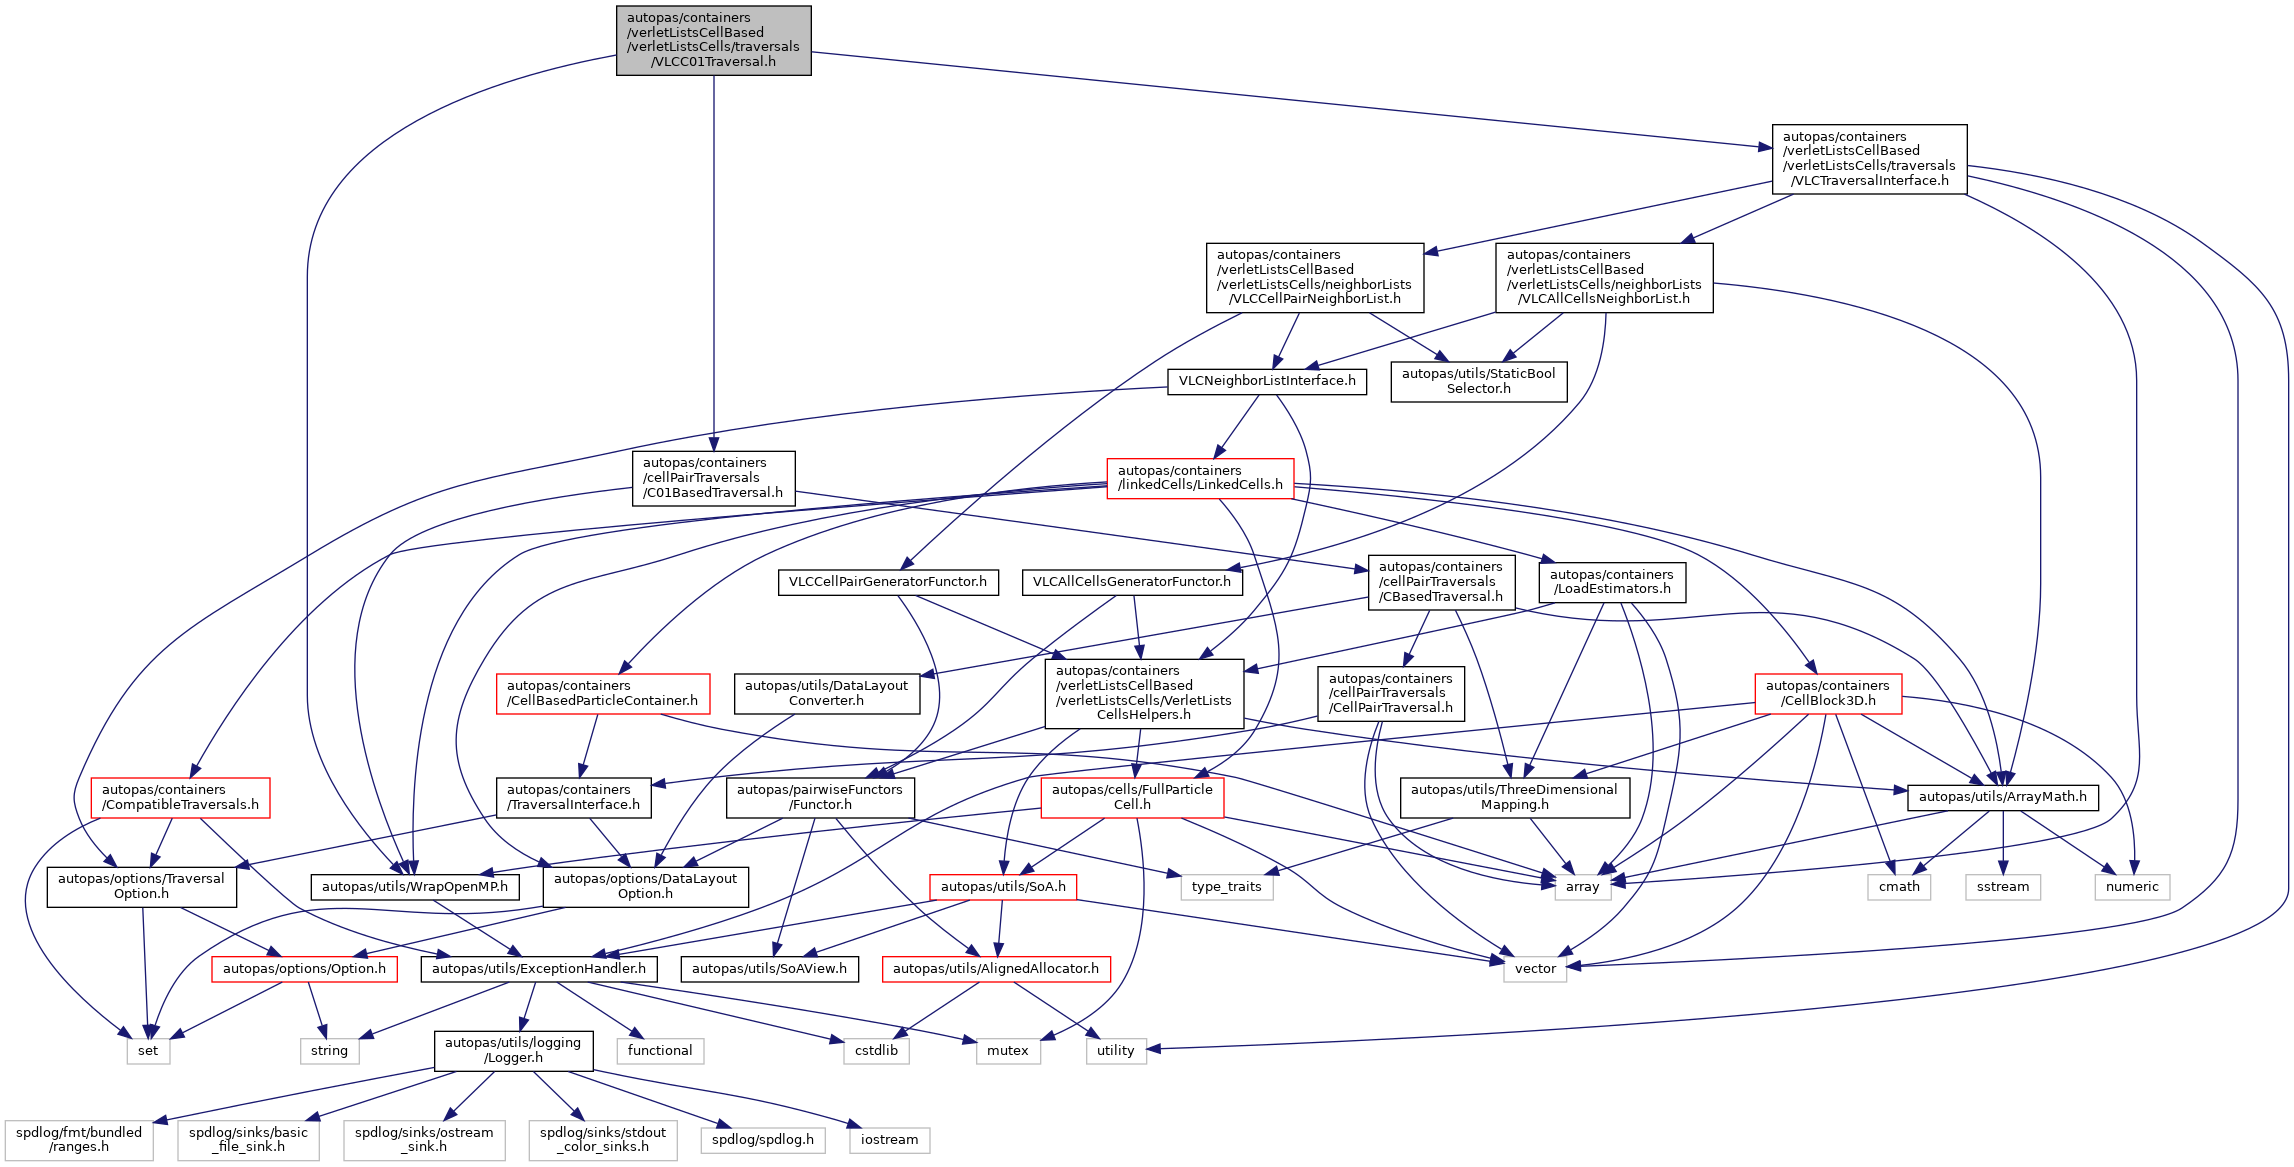 autopas/containers
/verletListsCellBased
/verletListsCells/traversals
/VLCC01Traversal.h
autopas/containers
/verletListsCellBased
/verletListsCells/traversals
/VLCTraversalInterface.h
autopas/containers
/verletListsCellBased
/verletListsCells/neighborLists
/VLCCellPairNeighborList.h
autopas/containers
/verletListsCellBased
/verletListsCells/neighborLists
/VLCAllCellsNeighborList.h
VLCNeighborListInterface.h
autopas/utils/StaticBool
Selector.h
autopas/containers
/cellPairTraversals
/C01BasedTraversal.h
autopas/containers
/linkedCells/LinkedCells.h
VLCCellPairGeneratorFunctor.h
VLCAllCellsGeneratorFunctor.h
autopas/containers
/cellPairTraversals
/CBasedTraversal.h
autopas/containers
/LoadEstimators.h
autopas/containers
/CellBasedParticleContainer.h
autopas/utils/DataLayout
Converter.h
autopas/containers
/verletListsCellBased
/verletListsCells/VerletLists
CellsHelpers.h
autopas/containers
/cellPairTraversals
/CellPairTraversal.h
autopas/containers
/CellBlock3D.h
autopas/containers
/CompatibleTraversals.h
autopas/containers
/TraversalInterface.h
autopas/pairwiseFunctors
/Functor.h
autopas/cells/FullParticle
Cell.h
autopas/utils/ThreeDimensional
Mapping.h
autopas/utils/ArrayMath.h
autopas/options/Traversal
Option.h
autopas/utils/WrapOpenMP.h
autopas/options/DataLayout
Option.h
autopas/utils/SoA.h
type_traits
array
cmath
sstream
numeric
autopas/options/Option.h
autopas/utils/ExceptionHandler.h
autopas/utils/SoAView.h
autopas/utils/AlignedAllocator.h
vector
set
string
autopas/utils/logging
/Logger.h
functional
cstdlib
mutex
utility
spdlog/fmt/bundled
/ranges.h
spdlog/sinks/basic
_file_sink.h
spdlog/sinks/ostream
_sink.h
spdlog/sinks/stdout
_color_sinks.h
spdlog/spdlog.h
iostream